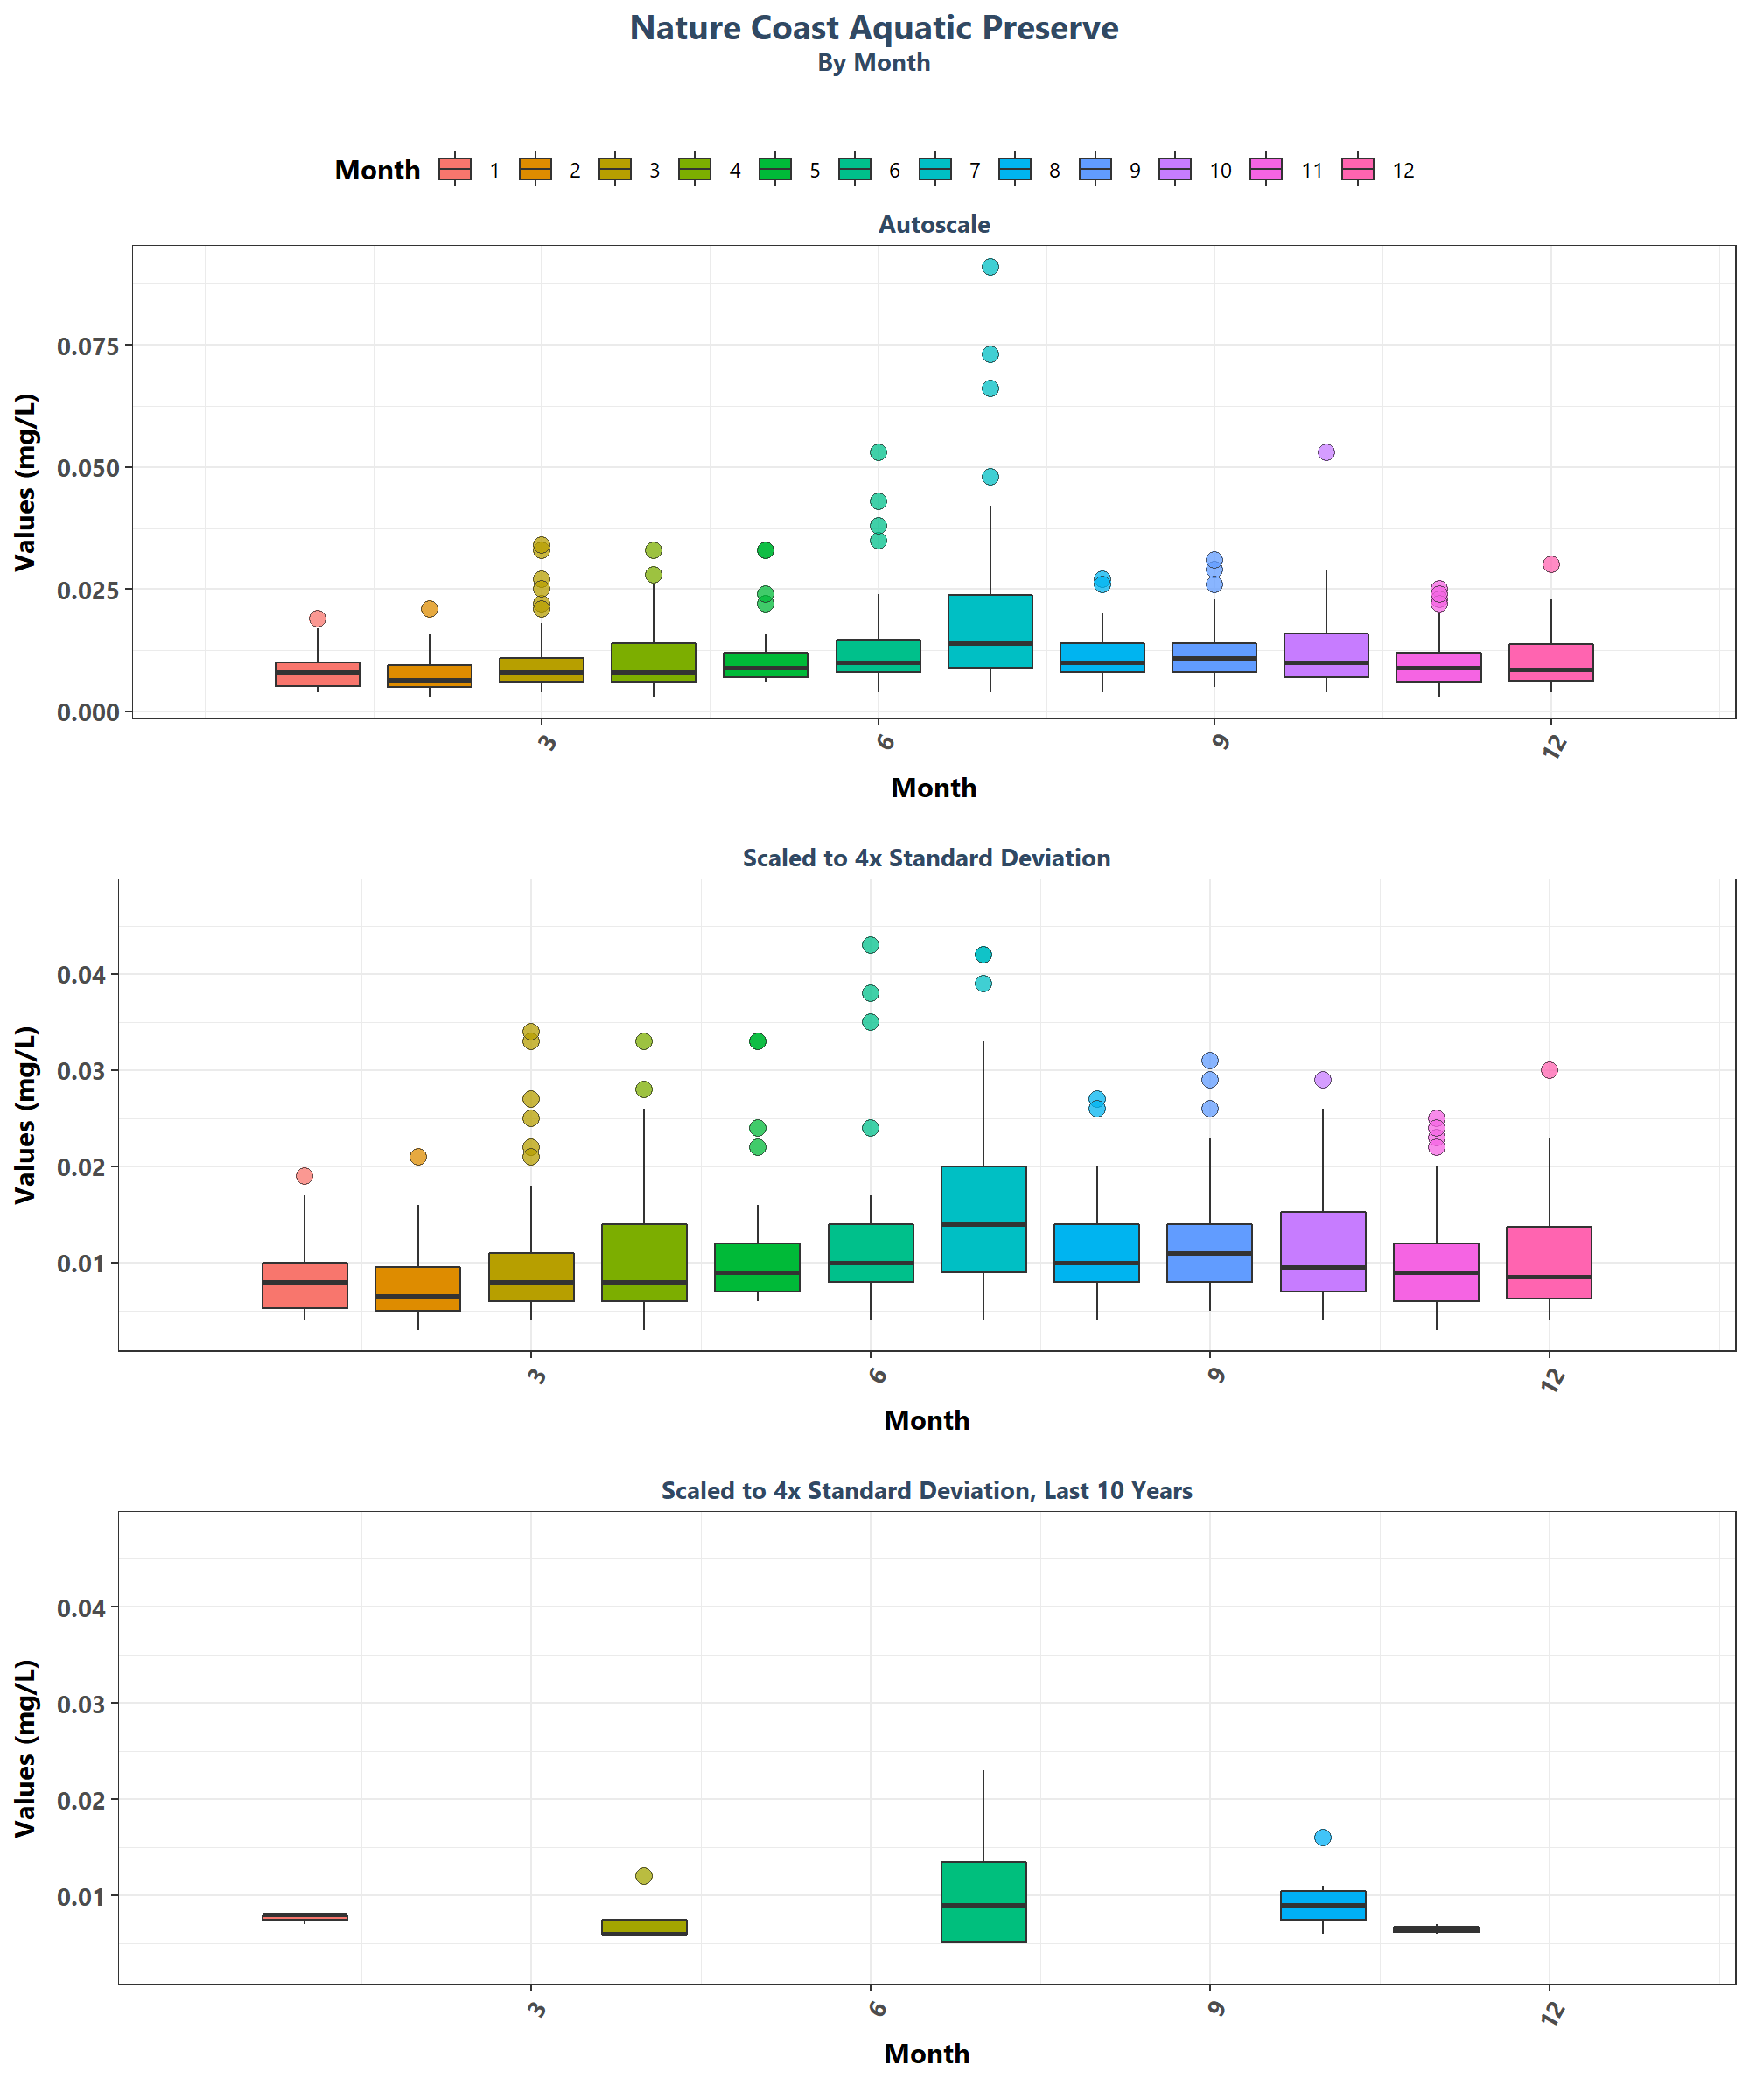 Nature Coast Aquatic Preserve
By Month
Month 1 2 3 4 5 6 7 8 9 10 11 12
Autoscale
Values (mg/L)
0.075
0.050
0.025
0.000
3 6 9 12
Month
Scaled to 4x Standard Deviation
Values (mg/L)
0.04
0.03
0.02
0.01
3 6 9 12
Month
Scaled to 4x Standard Deviation, Last 10 Years
Values (mg/L)
0.04
0.03
0.02
0.01
3 6 9 12
Month